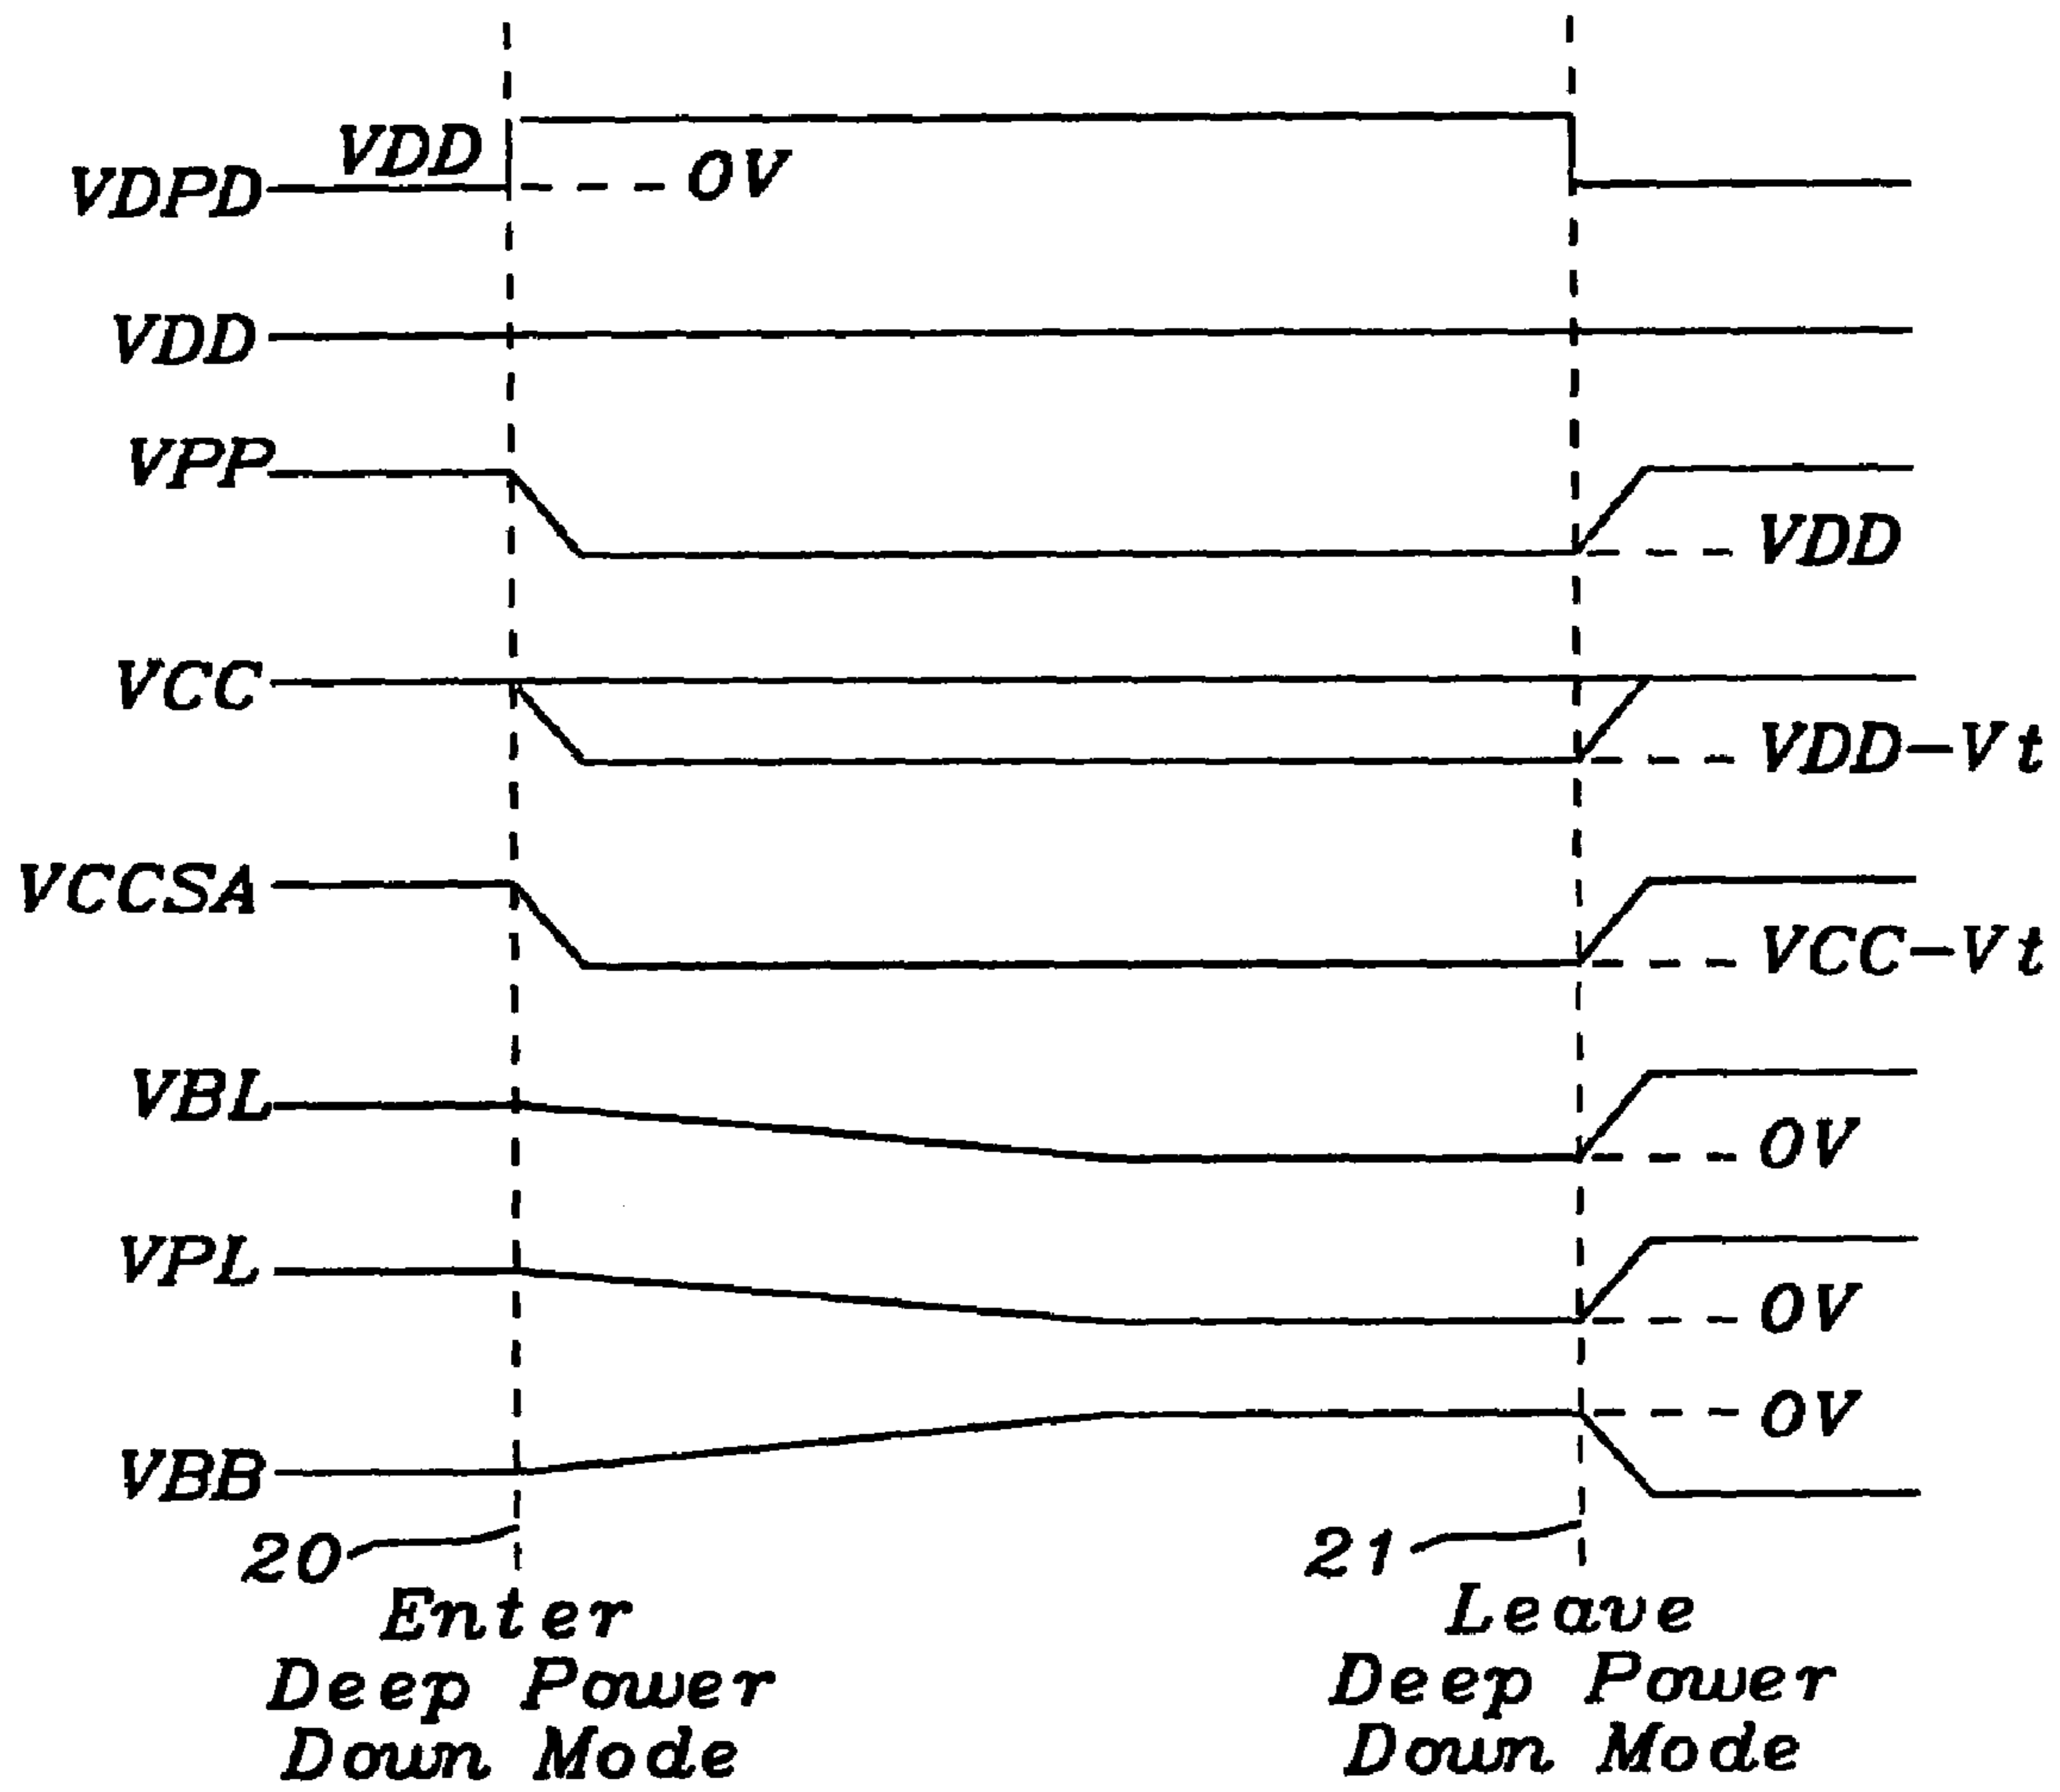 VDD
VDPD
0V
VDD
VPP
VDD
VCC
VDD-Vt
VCCSA
VCC-Vt
VBL
0V
VPL
0V
0V
VBB
20
21
Enter
Deep Power
Down Mode
Leave
Deep Power
Down Mode